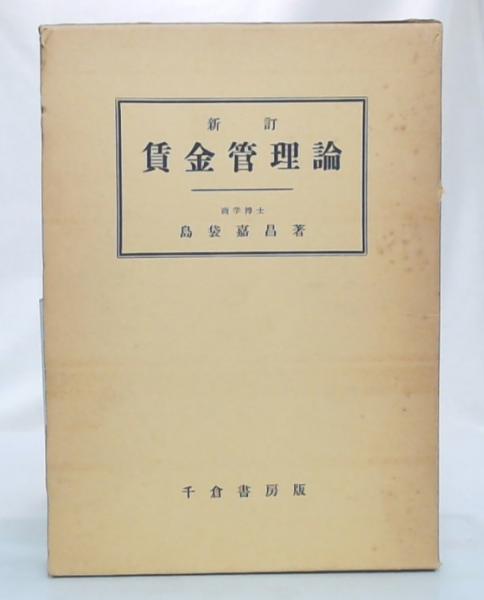 新訂
賃金管理論
商学博士
島袋嘉昌著
千倉書房版